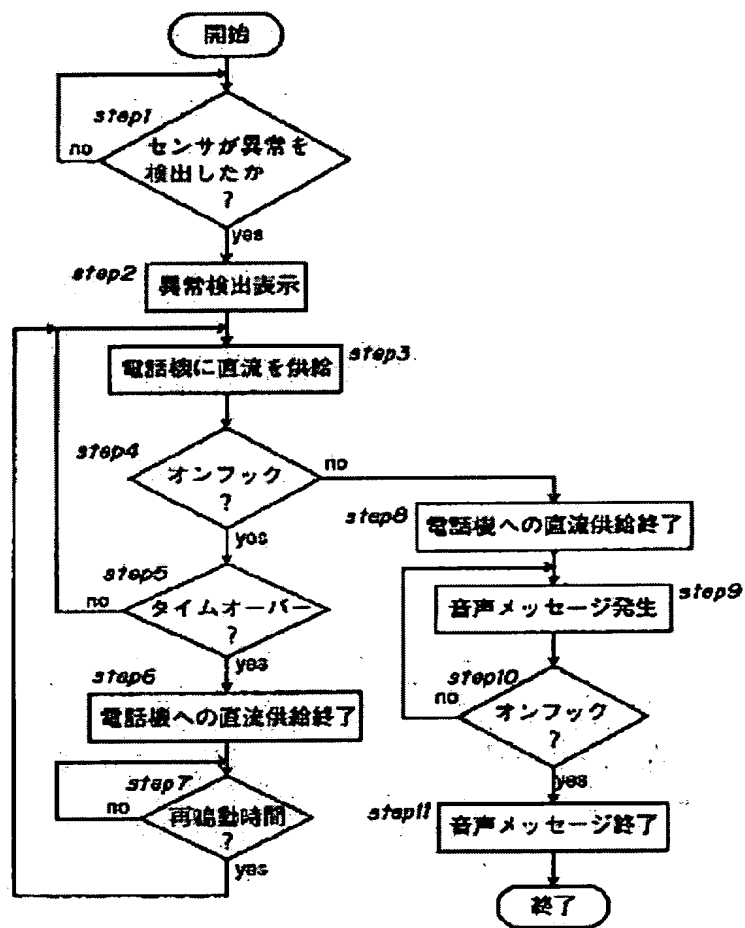 開始
step1
センサが異常を
検出したか
?
no
yes
step2
異常検出表示
step3
電話機に直流を供給
step4
オンフック
?
no
yes
step5
タイムオーバー
?
no
yes
step6
電話機への直流供給終了
step7
再鳴動時間
?
no
yes
step8
電話機への直流供給終了
step9
音声メッセージ発生
step10
オンフック
?
no
yes
step11
音声メッセージ終了
終了